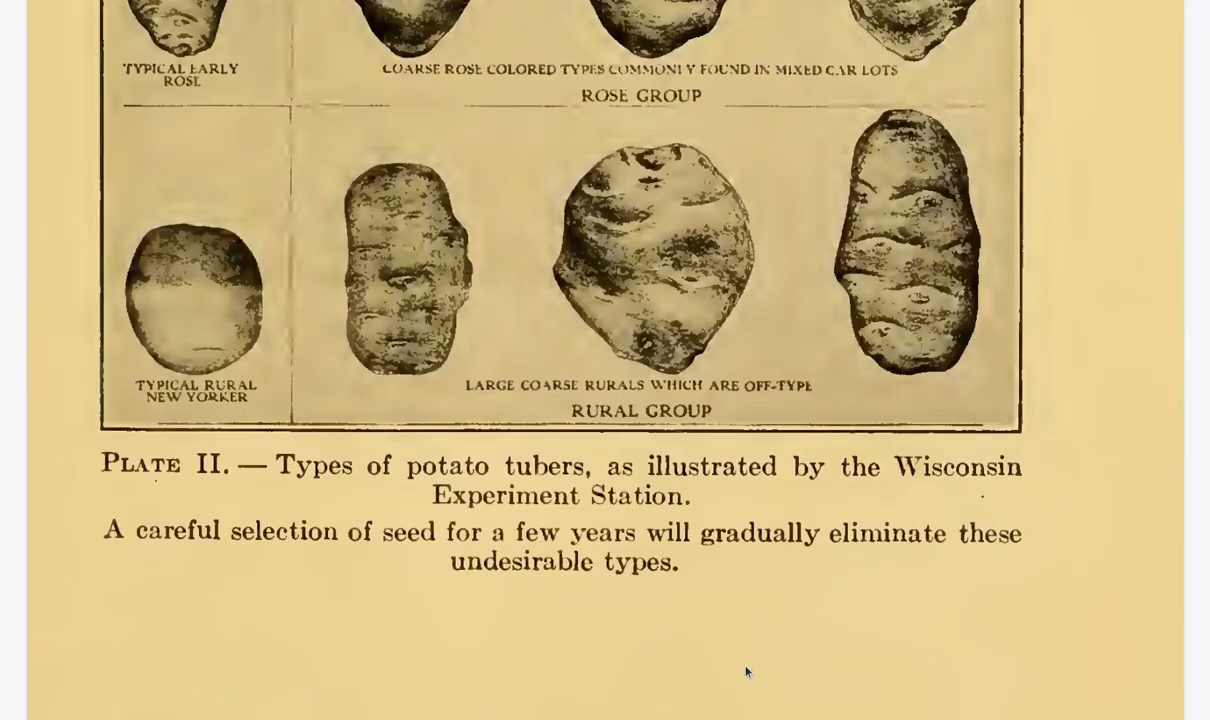 TYPICAL EARLY
ROSE
COARSE ROSE COLORED TYPES COMMONLY FOUND IN MIXED CAR LOTS
ROSE GROUP
TYPICAL RURAL
NEW YORKER
LARGE COARSE RURALS WHICH ARE OFF-TYPE
RURAL GROUP
PLATE II. — Types of potato tubers, as illustrated by the Wisconsin
Experiment Station.
A careful selection of seed for a few years will gradually eliminate these
undesirable types.